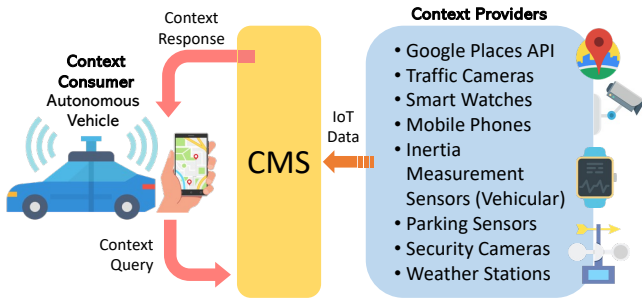 Context
Response
Context
Consumer
Autonomous
Vehicle
Context
Query
CMS
IoT
Data
Context Providers
• Google Places API
• Traffic Cameras
• Smart Watches
• Mobile Phones
• Inertia
Measurement
Sensors (Vehicular)
• Parking Sensors
• Security Cameras
• Weather Stations